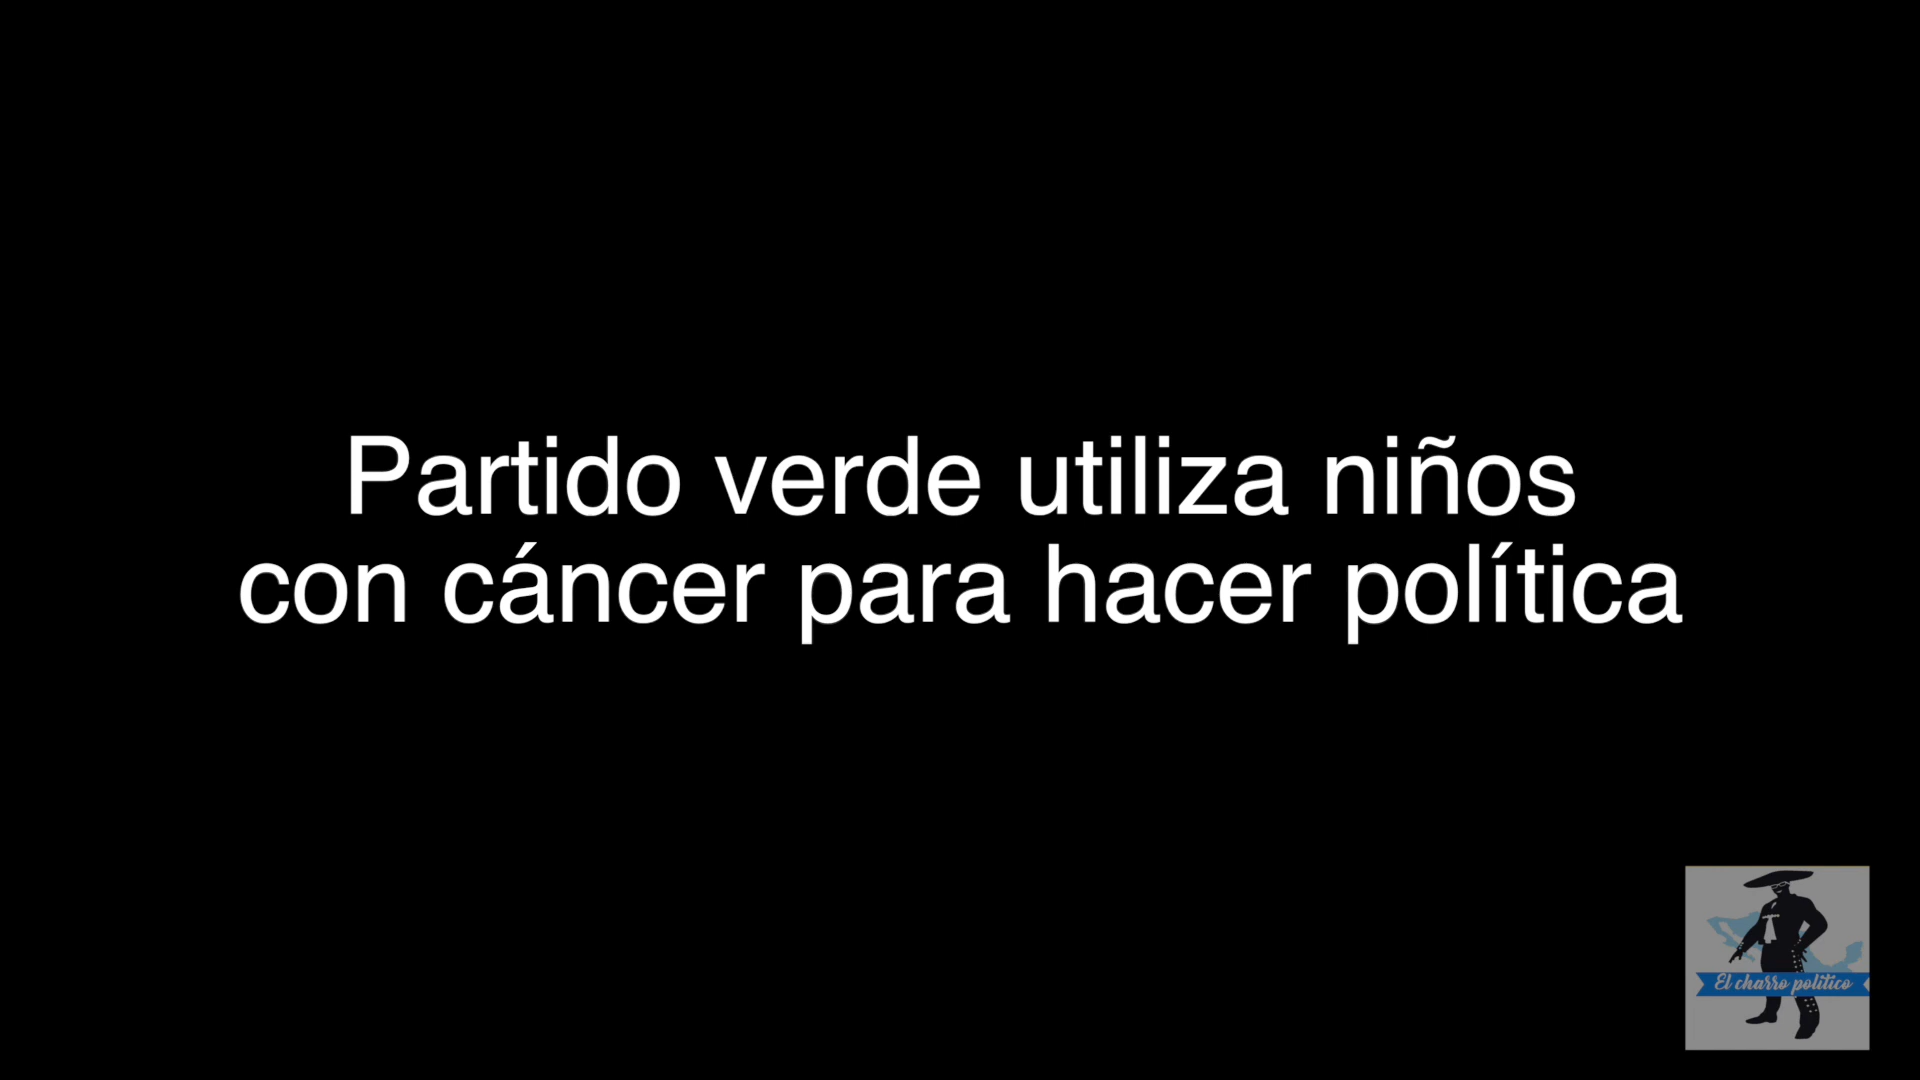 Partido verde utiliza niños
con cáncer para hacer política
El charro político